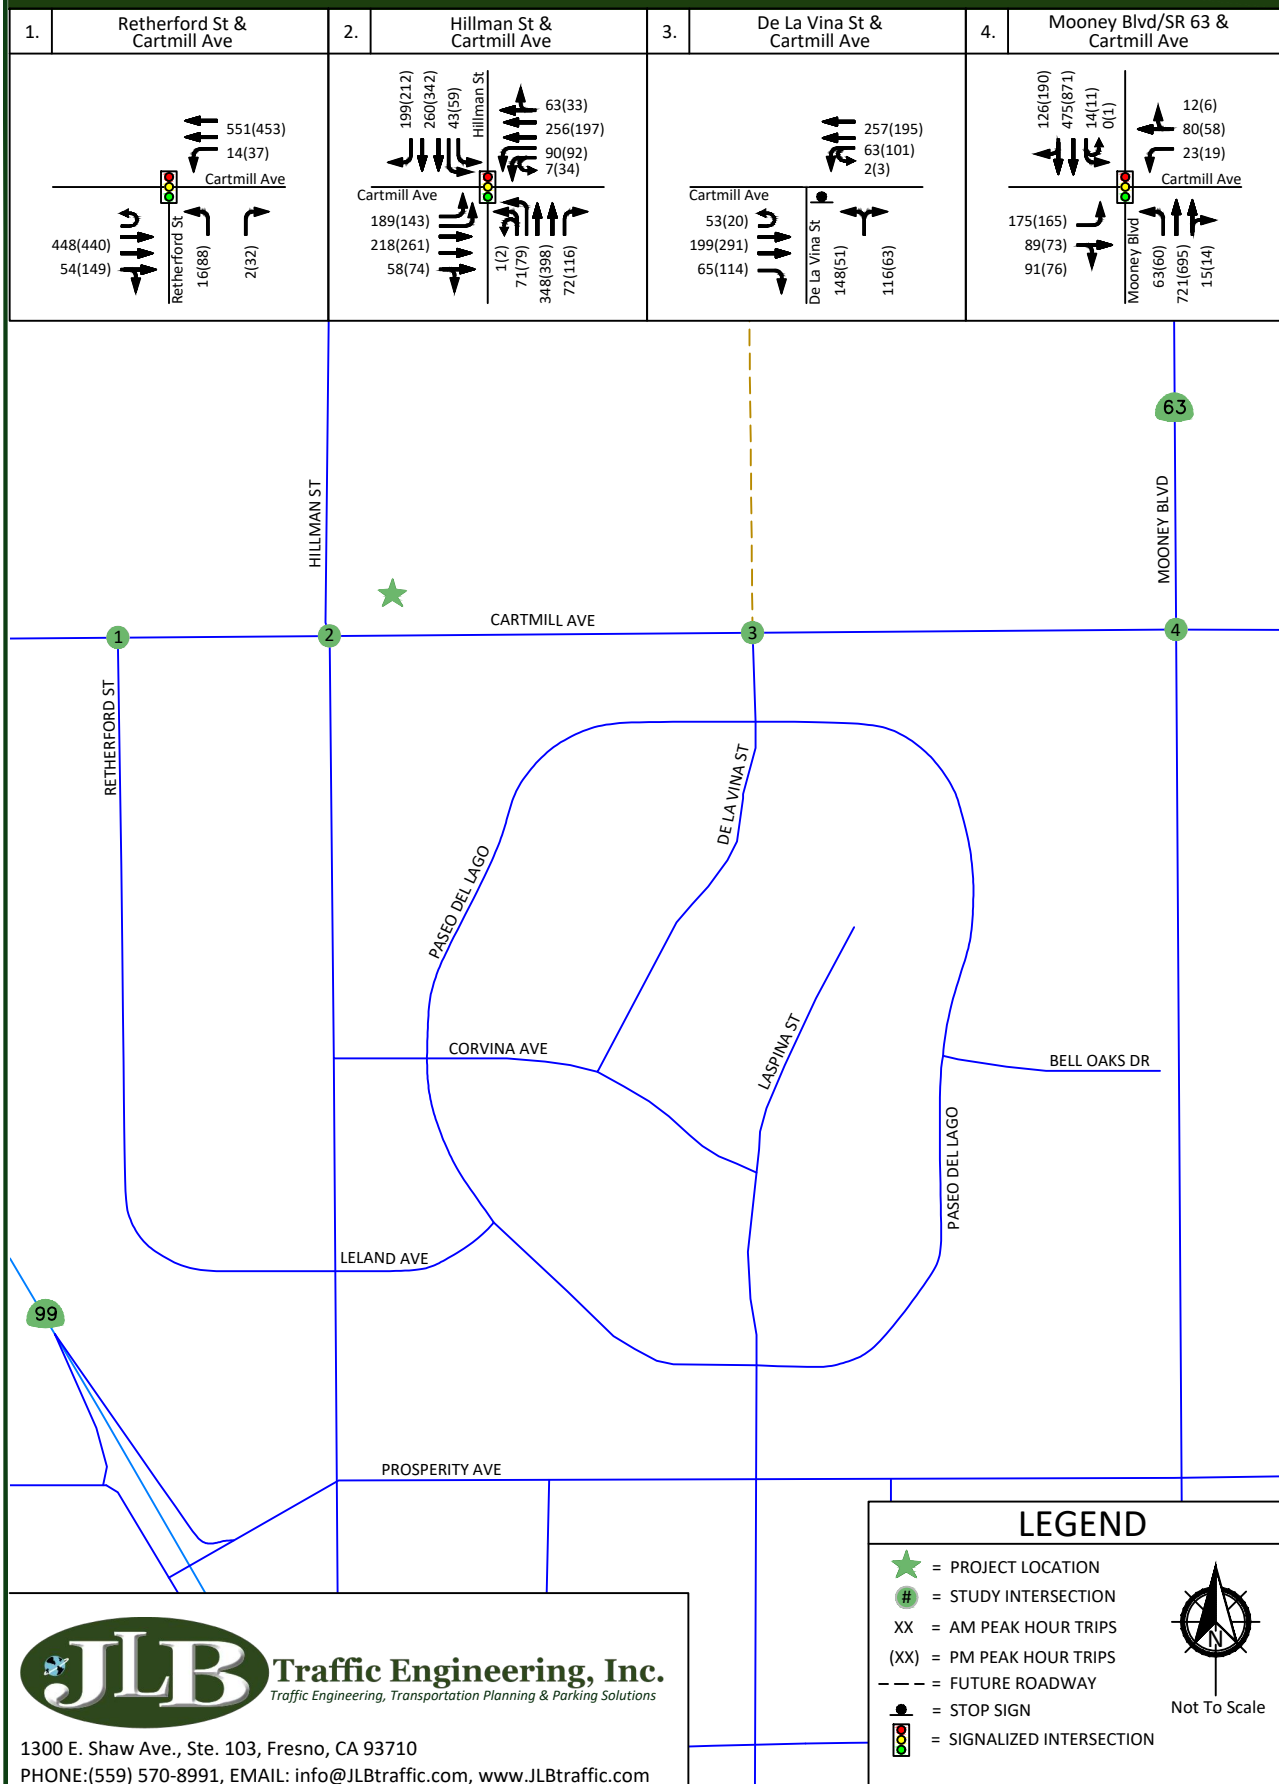 1.
Retherford St &
Cartmill Ave
2.
Hillman St &
Cartmill Ave
3.
De La Vina St &
Cartmill Ave
4.
Mooney Blvd/SR 63 &
Cartmill Ave
551(453)
14(37)
Cartmill Ave
448(440)
54(149)
Retherford St
16(88)
2(32)
199(212)
260(342)
43(59)
Hillman St
63(33)
256(197)
90(92)
7(34)
Cartmill Ave
189(143)
218(261)
58(74)
1(2)
71(79)
348(398)
72(116)
257(195)
63(101)
2(3)
Cartmill Ave
53(20)
199(291)
65(114)
De La Vina St
148(51)
116(63)
126(190)
475(871)
14(11)
0(1)
12(6)
80(58)
23(19)
Cartmill Ave
175(165)
89(73)
91(76)
Mooney Blvd
63(60)
721(695)
15(14)
63
HILLMAN ST
MOONEY BLVD
CARTMILL AVE
1
2
3
4
RETHERFORD ST
DE LA VINA ST
PASEO DEL LAGO
LASPINA ST
CORVINA AVE
BELL OAKS DR
PASEO DEL LAGO
LELAND AVE
99
PROSPERITY AVE
LEGEND
= PROJECT LOCATION
# = STUDY INTERSECTION
XX = AM PEAK HOUR TRIPS
(XX) = PM PEAK HOUR TRIPS
= FUTURE ROADWAY
= STOP SIGN
= SIGNALIZED INTERSECTION
N
Not To Scale
JLB
Traffic Engineering, Inc.
Traffic Engineering, Transportation Planning & Parking Solutions
1300 E. Shaw Ave., Ste. 103, Fresno, CA 93710
PHONE:(559) 570-8991, EMAIL: info@JLBtraffic.com, www.JLBtraffic.com